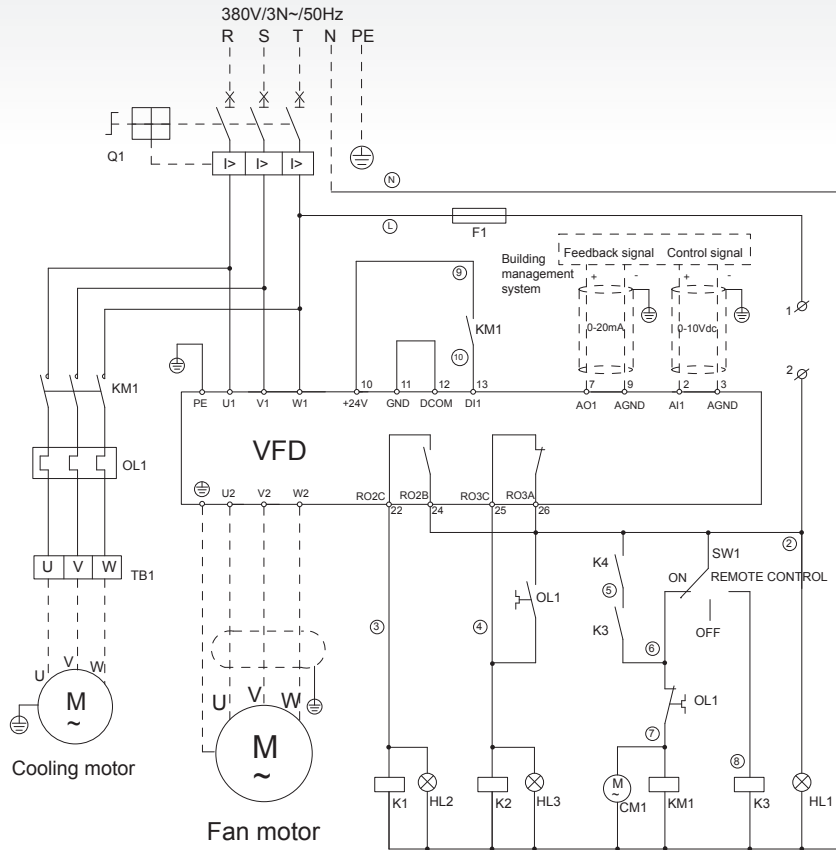 380V/3N~/50Hz
R S T N PE
Q1
I> I> I>
N
L
F1
Building management system
Feedback signal Control signal
+ - + -
0-20mA 0-10Vdc
1
2
9
KM1
10
KM1
10 11 12 13 7 9 2 3
PE U1 V1 W1 +24V GND DCOM DI1 AO1 AGND AI1 AGND
VFD
OL1
U2 V2 W2 RO2C RO2B RO3C RO3A
22 24 25 26
U V W TB1
2
SW1
ON REMOTE CONTROL
OFF
K4
5
K3
OL1
3
4
6
OL1
7
8
U V W
M
~
Cooling motor
U V W
M
~
Fan motor
K1 HL2 K2 HL3
M
~
CM1 KM1 K3 HL1